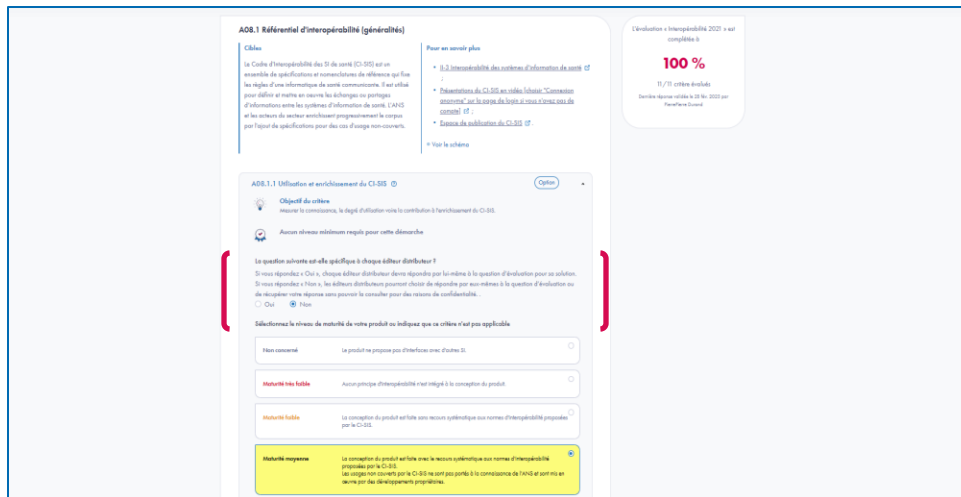 A08.1 Référentiel d'interopérabilité (généralités)
Cibles
Le Cadre d'Interopérabilité des SI de santé (CI-SIS) est un
ensemble de spécifications et nomenclatures de référence qui fixe
les règles d'une informatique de santé communicante. Il est utilisé
pour définir et mettre en oeuvre les échanges ou partages
d'informations entre les systèmes d'information de santé. L'ANS
et les acteurs du secteur enrichissent progressivement le corpus
par l'ajout de spécifications pour des cas d'usage non-couverts.
Pour en savoir plus
• II-3 Interopérabilité des systèmes d'information de santé
;
• Présentations du CI-SIS en vidéo (choisir "Connexion
anonyme" sur la page de login si vous n'avez pas de
compte) ;
• Espace de publication du CI-SIS .
Voir le schéma
L'évaluation « Interopérabilité 2021 » est
complétée à
100 %
11/11 critère évalués
Dernière réponse validée le 28 fév. 2023 par
PierrePierre Durand
A08.1.1 Utilisation et enrichissement du CI-SIS
Option
Objectif du critère
Mesurer la connaissance, le degré d'utilisation voire la contribution à l'enrichissement du CI-SIS.
Aucun niveau minimum requis pour cette démarche
La question suivante est-elle spécifique à chaque éditeur distributeur ?
Si vous répondez « Oui », chaque éditeur distributeur devra répondre par lui-même à la question d'évaluation pour sa solution.
Si vous répondez « Non », les éditeurs distributeurs pourront choisir de répondre par eux-mêmes à la question d'évaluation ou
de récupérer votre réponse sans pouvoir la consulter pour des raisons de confidentialité...
Oui Non
Sélectionnez le niveau de maturité de votre produit ou indiquez que ce critère n'est pas applicable
Non concerné
Le produit ne propose pas d'interfaces avec d'autres SI.
Maturité très faible
Aucun principe d'interopérabilité n'est intégré à la conception du produit.
Maturité faible
La conception du produit est faite sans recours systématique aux normes d'interopérabilité proposées
par le CI-SIS.
Maturité moyenne
La conception du produit est faite avec le recours systématique aux normes d'interopérabilité
proposées par le CI-SIS.
Les usages non couverts par le CI-SIS ne sont pas portés à la connaissance de l'ANS et sont mis en
œuvre par des développements propriétaires.